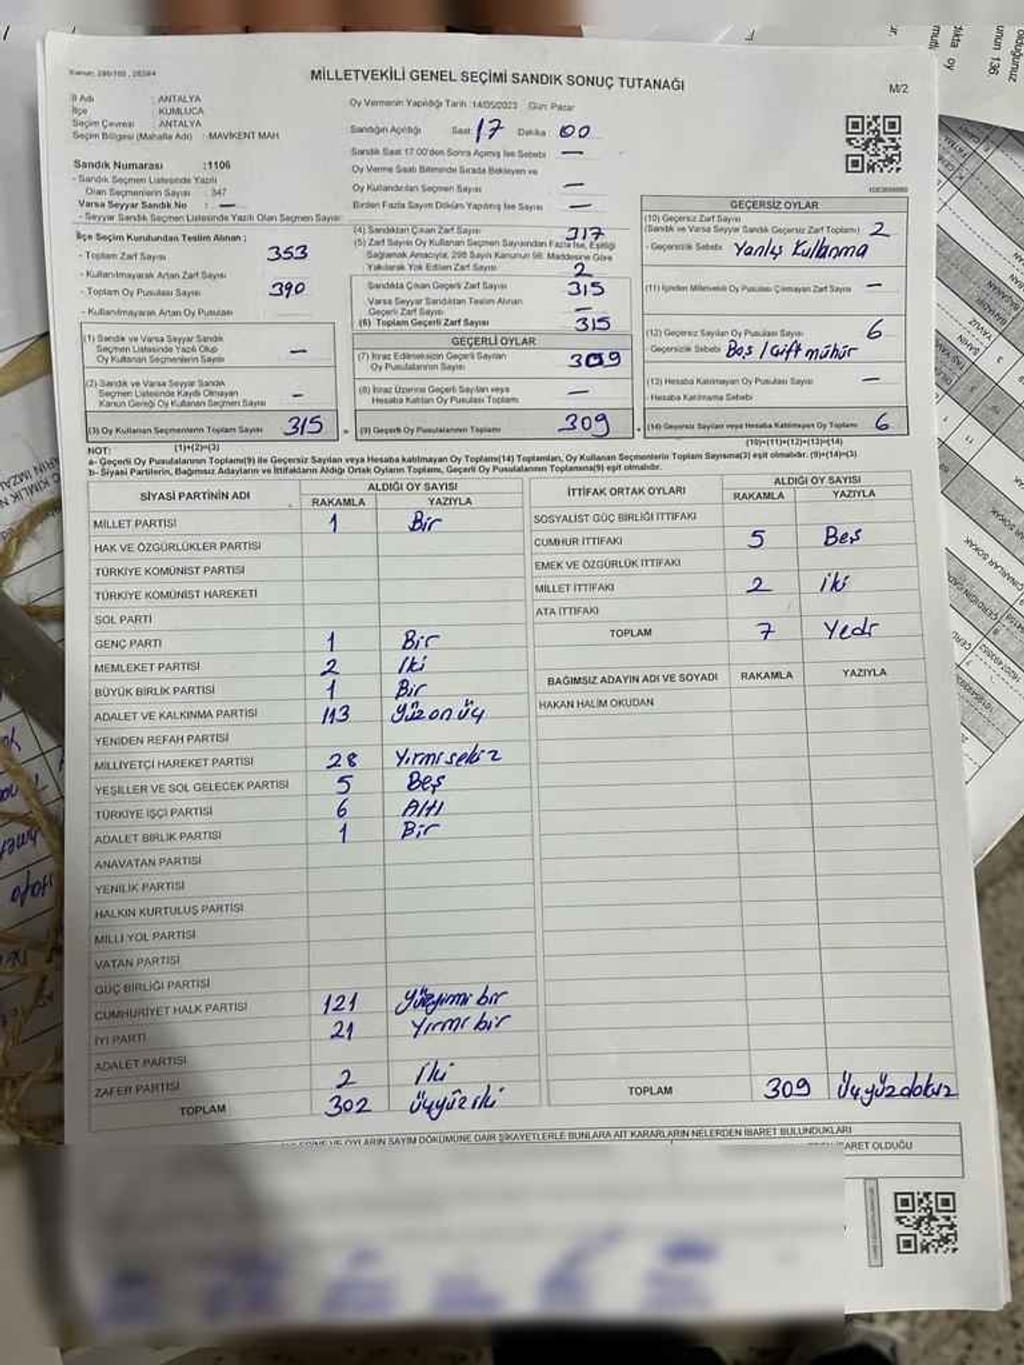 MİLLETVEKİLİ GENEL SEÇİMİ SANDIK SONUÇ TUTANAĞI
M/2
İl Adı : ANTALYA
İlçe : KUMLUCA
Seçim Çevresi : ANTALYA
Seçim Bölgesi (Mahalle Adı) : MAVİKENT MAH
Sandık Numarası :1106
- Sandık Seçmen Listesinde Yazılı
Olan Seçmenlerin Sayısı : 347
Varsa Seyyar Sandık No : —
- Seyyar Sandık Seçmen Listesinde Yazılı Olan Seçmen Sayısı
Oy Vermenin Yapıldığı Tarih :14/05/2023 Gün: Pazar
Sandığın Açıldığı Saat: 17 Dakika 00
Sandık Saat 17:00'den Sonra Açılmış İse Sebebi —
Oy Verme Saati Bitiminde Sırada Bekleyen ve
Oy Kullandırılan Seçmen Sayısı —
Birden Fazla Sayım Döküm Yapılmış İse Sayısı —
İlçe Seçim Kurulundan Teslim Alınan ;
- Toplam Zarf Sayısı 353
- Kullanılmayarak Artan Zarf Sayısı
- Toplam Oy Pusulası Sayısı 390
- Kullanılmayarak Artan Oy Pusulası
(1) Sandık ve Varsa Seyyar Sandık
Seçmen Listesinde Yazılı Olup
Oy Kullanan Seçmenlerin Sayısı —
(2) Sandık ve Varsa Seyyar Sandık
Seçmen Listesinde Kaydı Olmayan
Kanun Gereği Oy Kullanan Seçmen Sayısı —
(3) Oy Kullanan Seçmenlerin Toplam Sayısı 315
(4) Sandıktan Çıkan Zarf Sayısı 317
(5) Zarf Sayısı Oy Kullanan Seçmen Sayısından Fazla İse, Eşitliği
Sağlamak Amacıyla, 298 Sayılı Kanunun 98. Maddesine Göre
Yakılarak Yok Edilen Zarf Sayısı 2
Sandıkta Çıkan Geçerli Zarf Sayısı 315
Varsa Seyyar Sandıktan Teslim Alınan
Geçerli Zarf Sayısı —
(6) Toplam Geçerli Zarf Sayısı 315
GEÇERLİ OYLAR
(7) İtiraz Edilmeksizin Geçerli Sayılan
Oy Pusulalarının Sayısı 309
(8) İtiraz Üzerine Geçerli Sayılan veya
Hesaba Katılan Oy Pusulası Toplamı —
(9) Geçerli Oy Pusulalarının Toplamı 309
GEÇERSİZ OYLAR
(10) Geçersiz Zarf Sayısı
(Sandık ve Varsa Seyyar Sandık Geçersiz Zarf Toplamı) 2
- Geçersizlik Sebebi Yanlış Kullanma
(11) İçinden Milletvekili Oy Pusulası Çıkmayan Zarf Sayısı —
(12) Geçersiz Sayılan Oy Pusulası Sayısı 6
- Geçersizlik Sebebi Boş / Çift mühür
(13) Hesaba Katılmayan Oy Pusulası Sayısı —
- Hesaba Katılmama Sebebi
(14) Geçersiz Sayılan veya Hesaba Katılmayan Oy Toplamı 6
NOT: (1)+(2)=(3) (10)+(11)+(12)+(13)=(14)
a- Geçerli Oy Pusulalarının Toplamı(9) ile Geçersiz Sayılan veya Hesaba katılmayan Oy Pusulası Toplamı(14) Toplamları, Oy Kullanan Seçmenlerin Toplam Sayısına(3) eşit olmalıdır. (9)+(14)=(3)
b- Siyasi Partilerin, Bağımsız Adayların ve İttifakların Aldığı Ortak Oyların Toplamı, Geçerli Oy Pusulalarının Toplamına(9) eşit olmalıdır.
SİYASİ PARTİNİN ADI ALDIĞI OY SAYISI
RAKAMLA YAZIYLA
MİLLET PARTİSİ 1 Bir
HAK VE ÖZGÜRLÜKLER PARTİSİ
TÜRKİYE KOMÜNİST PARTİSİ
TÜRKİYE KOMÜNİST HAREKETİ
SOL PARTİ
GENÇ PARTİ 1 Bir
MEMLEKET PARTİSİ 2 İki
BÜYÜK BİRLİK PARTİSİ 1 Bir
ADALET VE KALKINMA PARTİSİ 113 Yüzonüç
YENİDEN REFAH PARTİSİ
MİLLİYETÇİ HAREKET PARTİSİ 28 Yirmisekiz
YEŞİLLER VE SOL GELECEK PARTİSİ 5 Beş
TÜRKİYE İŞÇİ PARTİSİ 6 Altı
ADALET BİRLİK PARTİSİ 1 Bir
ANAVATAN PARTİSİ
YENİLİK PARTİSİ
HALKIN KURTULUŞ PARTİSİ
MİLLİ YOL PARTİSİ
VATAN PARTİSİ
GÜÇ BİRLİĞİ PARTİSİ
CUMHURİYET HALK PARTİSİ 121 Yüzyirmi bir
İYİ PARTİ 21 Yirmi bir
ADALET PARTİSİ
ZAFER PARTİSİ 2 İki
TOPLAM 302 Üçyüziki
İTTİFAK ORTAK OYLARI ALDIĞI OY SAYISI
RAKAMLA YAZIYLA
SOSYALİST GÜÇ BİRLİĞİ İTTİFAKI
CUMHUR İTTİFAKI 5 Beş
EMEK VE ÖZGÜRLÜK İTTİFAKI
MİLLET İTTİFAKI 2 iki
ATA İTTİFAKI
TOPLAM 7 Yedi
BAĞIMSIZ ADAYIN ADI VE SOYADI RAKAMLA YAZIYLA
HAKAN HALİM OKUDAN
TOPLAM 309 Üçyüzdokuz
VE OYLARIN SAYIM DÖKÜMÜNE DAİR ŞİKAYETLERLE BUNLARA AİT KARARLARIN NELERDEN İBARET BULUNDUKLARI
İBARET OLDUĞU